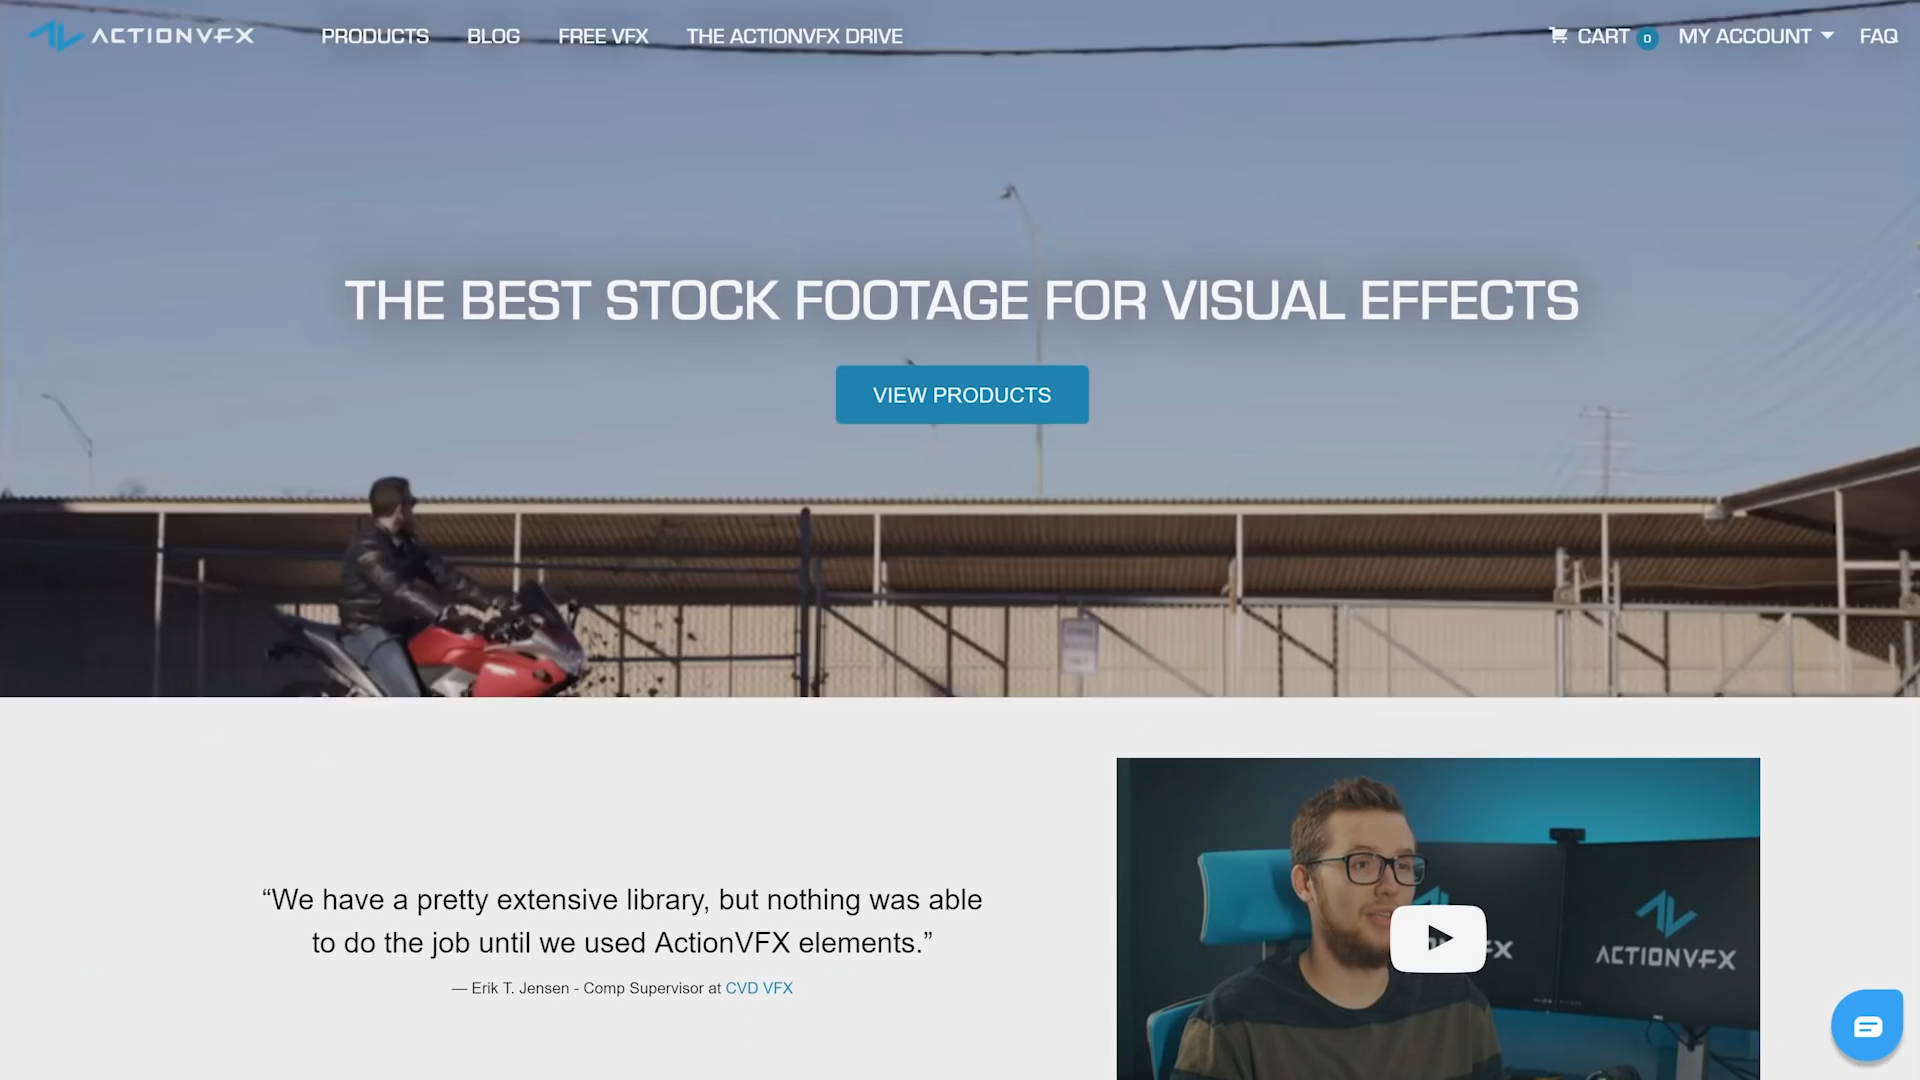 ACTIONVFX
PRODUCTS
BLOG
FREE VFX
THE ACTIONVFX DRIVE
CART 0
MY ACCOUNT
FAQ
THE BEST STOCK FOOTAGE FOR VISUAL EFFECTS
VIEW PRODUCTS
“We have a pretty extensive library, but nothing was able
to do the job until we used ActionVFX elements.”
— Erik T. Jensen - Comp Supervisor at CVD VFX
ACTIONVFX